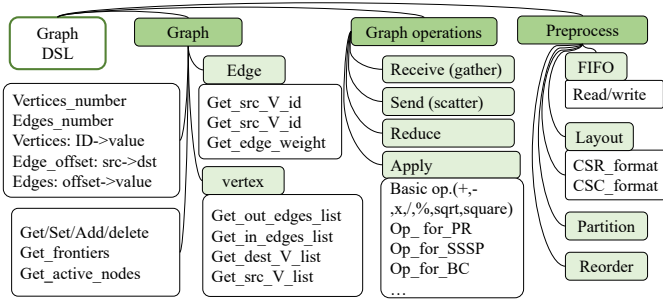 Graph
DSL
Graph
Graph operations
Preprocess
Vertices_number
Edges_number
Vertices: ID->value
Edge_offset: src->dst
Edges: offset->value
Get/Set/Add/delete
Get_frontiers
Get_active_nodes
Edge
Get_src_V_id
Get_src_V_id
Get_edge_weight
vertex
Get_out_edges_list
Get_in_edges_list
Get_dest_V_list
Get_src_V_list
Receive (gather)
Send (scatter)
Reduce
Apply
Basic op.(+,-
,x,/,%,sqrt,square)
Op_ for_PR
Op_for_SSSP
Op_for_BC
…
FIFO
Read/write
Layout
CSR_format
CSC_format
Partition
Reorder